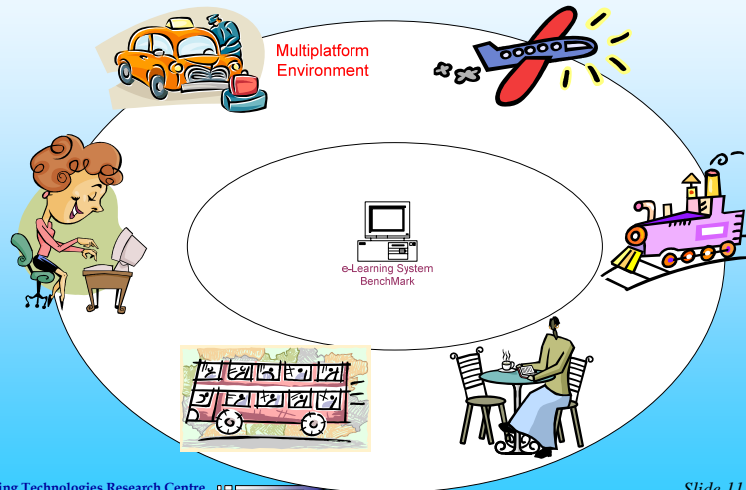 Multiplatform
Environment
e-Learning System
BenchMark
ing Technologies Research Centre
Slide 11